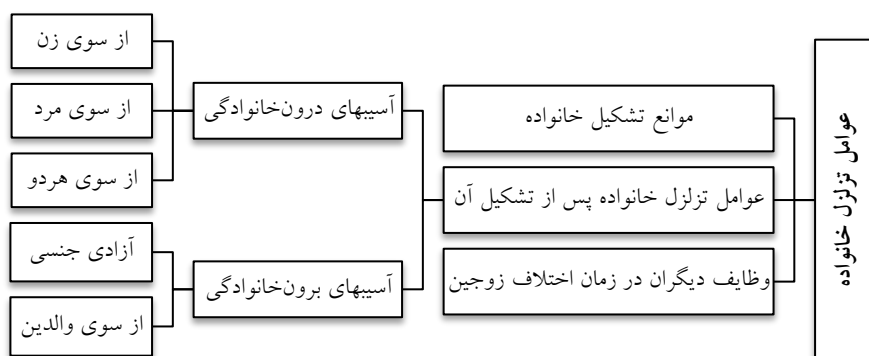 عوامل تزلزل خانواده
موانع تشکیل خانواده
عوامل تزلزل خانواده پس از تشکیل آن
وظایف دیگران در زمان اختلاف زوجین
آسیبهای درون‌خانوادگی
آسیبهای برون‌خانوادگی
از سوی زن
از سوی مرد
از سوی هردو
آزادی جنسی
از سوی والدین